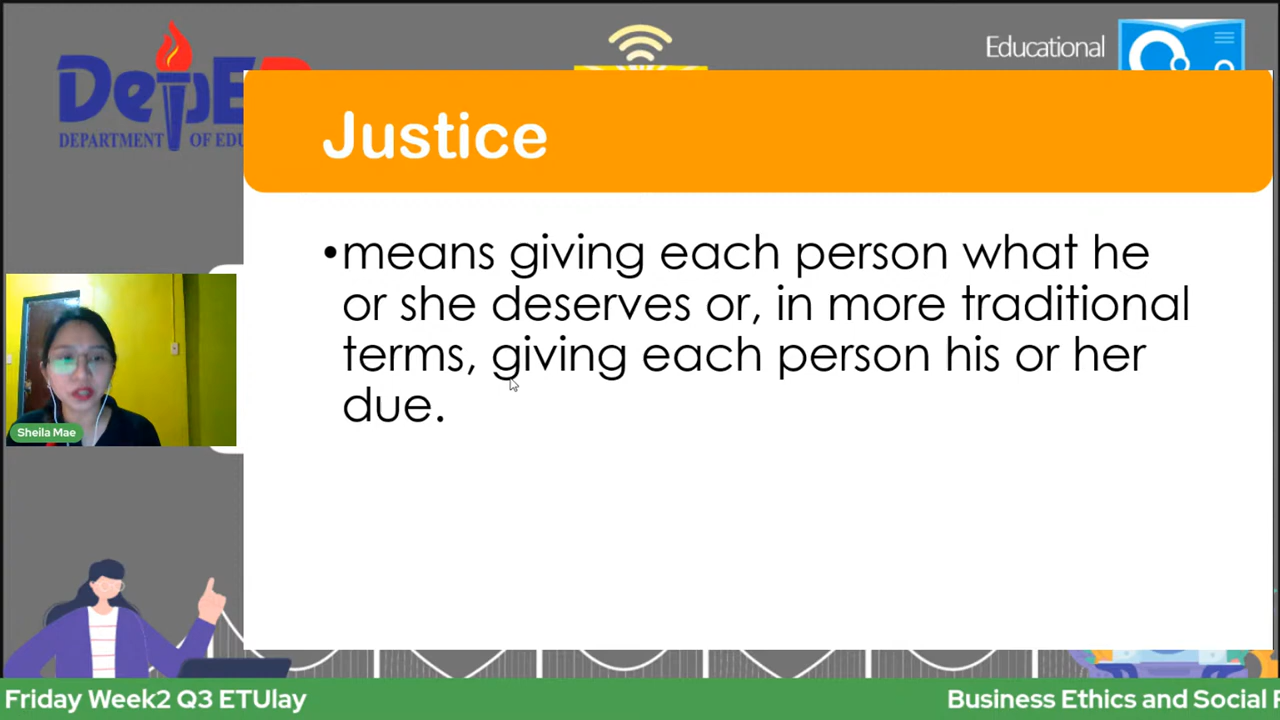 Educational
DepE
DEPARTMENT OF EDU
Justice
•means giving each person what he
or she deserves or, in more traditional
terms, giving each person his or her
due.
Sheila Mae
Friday Week2 Q3 ETUlay
Business Ethics and Social